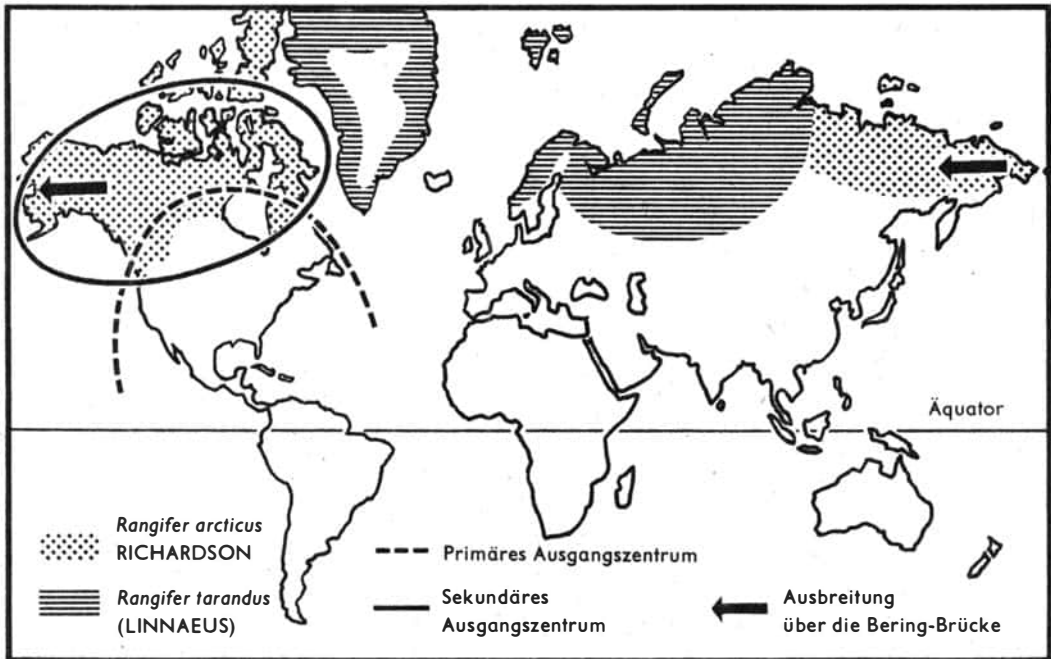 Äquator
Rangifer arcticus
RICHARDSON
Rangifer tarandus
(LINNAEUS)
Primäres Ausgangszentrum
Sekundäres
Ausgangszentrum
Ausbreitung
über die Bering-Brücke